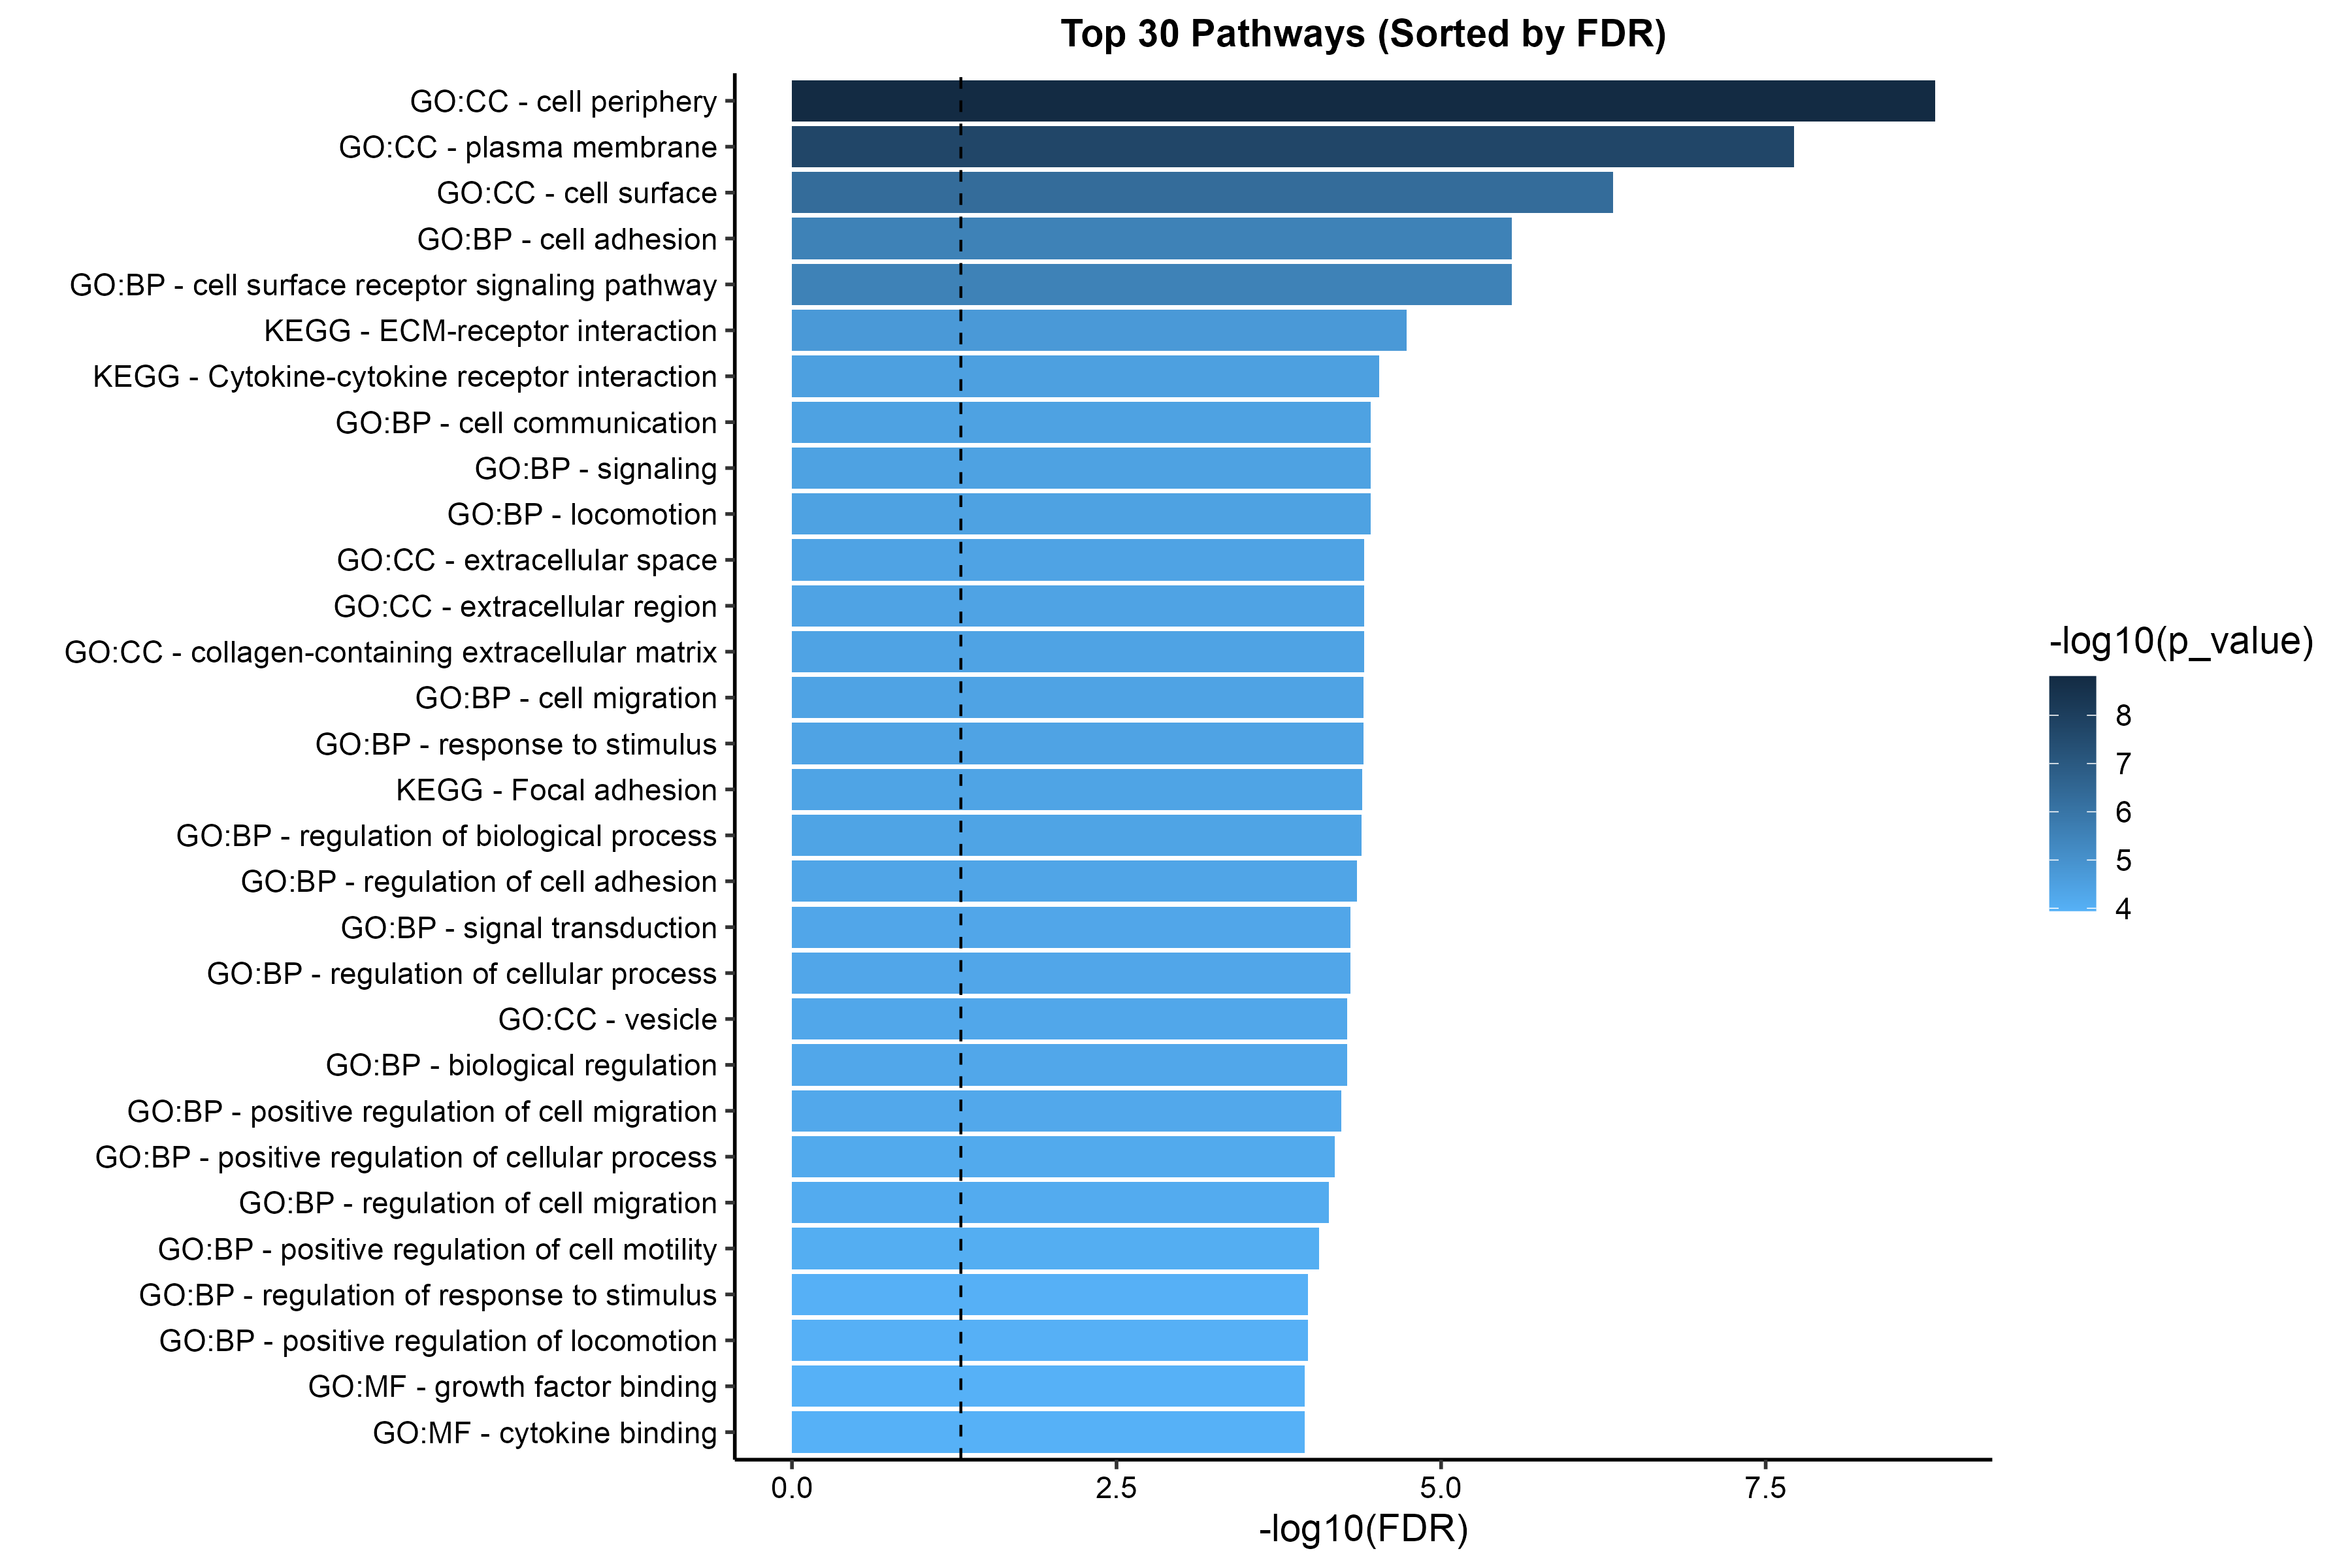 Top 30 Pathways (Sorted by FDR)
GO:CC - cell periphery
GO:CC - plasma membrane
GO:CC - cell surface
GO:BP - cell adhesion
GO:BP - cell surface receptor signaling pathway
KEGG - ECM-receptor interaction
KEGG - Cytokine-cytokine receptor interaction
GO:BP - cell communication
GO:BP - signaling
GO:BP - locomotion
GO:CC - extracellular space
GO:CC - extracellular region
GO:CC - collagen-containing extracellular matrix
GO:BP - cell migration
GO:BP - response to stimulus
KEGG - Focal adhesion
GO:BP - regulation of biological process
GO:BP - regulation of cell adhesion
GO:BP - signal transduction
GO:BP - regulation of cellular process
GO:CC - vesicle
GO:BP - biological regulation
GO:BP - positive regulation of cell migration
GO:BP - positive regulation of cellular process
GO:BP - regulation of cell migration
GO:BP - positive regulation of cell motility
GO:BP - regulation of response to stimulus
GO:BP - positive regulation of locomotion
GO:MF - growth factor binding
GO:MF - cytokine binding
0.0 2.5 5.0 7.5
-log10(FDR)
-log10(p_value)
8
7
6
5
4